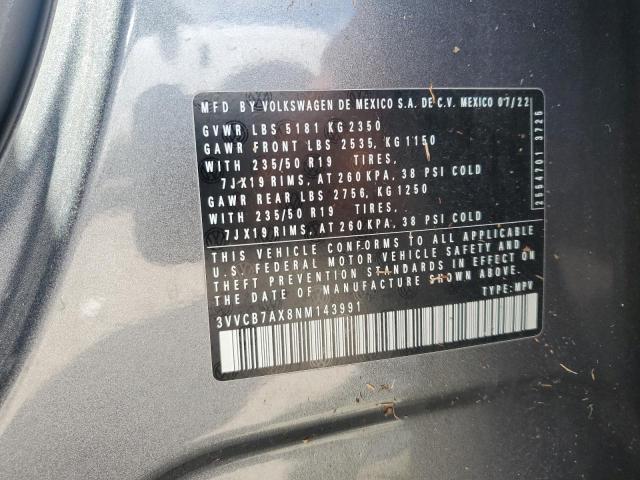 MFD BY VOLKSWAGEN DE MEXICO S.A. DE C.V. MEXICO 07/22
GVWR LBS 5181 KG 2350
GAWR FRONT LBS 2535, KG 1150
WITH 235/50 R19 TIRES,
7JX19 RIMS, AT 260 KPA, 38 PSI COLD
GAWR REAR LBS 2756, KG 1250
WITH 235/50 R19 TIRES,
7JX19 RIMS, AT 260 KPA, 38 PSI COLD
THIS VEHICLE CONFORMS TO ALL APPLICABLE
U.S. FEDERAL MOTOR VEHICLE SAFETY AND
THEFT PREVENTION STANDARDS IN EFFECT ON
THE DATE OF MANUFACTURE SHOWN ABOVE.
3VVCB7AX8NM143991
TYPE: MPV
2554701 3725